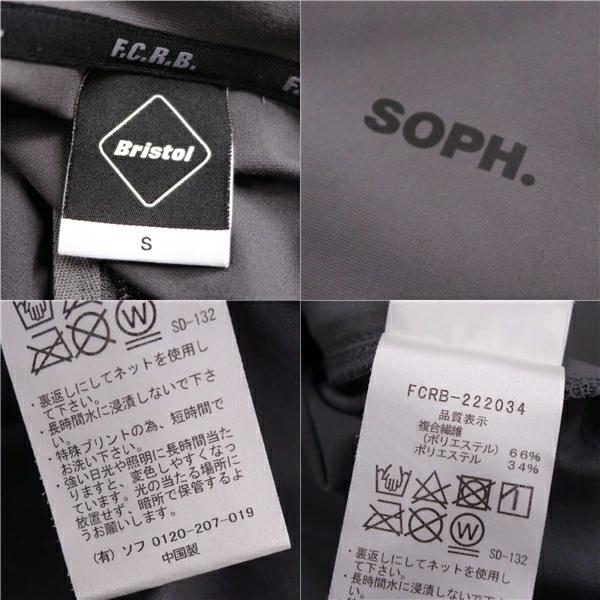 F.C.R.B.
F.
Bristol
S
SOPH.
W
SD-132
・裏返しにしてネットを使用し
て下さい。
・長時間水に浸漬しないで下さ
い。
・特殊プリントの為、短時間で
お洗い下さい。
・強い日光や照明に長時間当た
りますと、変色しやすくなっ
ています。光の当たる場所に
放置せず、暗所で保管するよ
うお願いします。
(有) ソフ 0120-207-019
中国製
FCRB-222034
品質表示
複合繊維
(ポリエステル) 66%
ポリエステル 34%
W
SD-132
・裏返しにしてネットを使用し
て下さい。
・長時間水に浸漬しないで下さ
い。